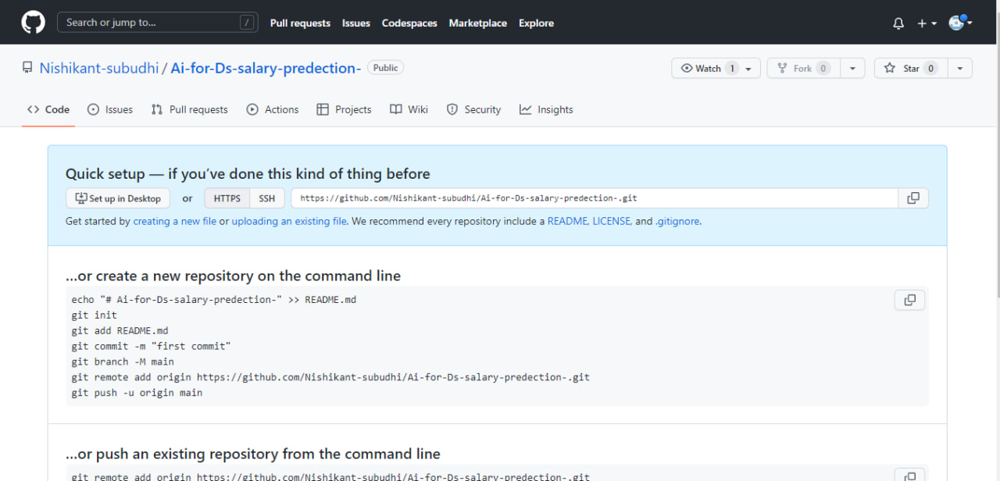 Search or jump to... /
Pull requests Issues Codespaces Marketplace Explore
Nishikant-subudhi / Ai-for-Ds-salary-predection- Public
Watch 1 Fork 0 Star 0
Code Issues Pull requests Actions Projects Wiki Security Insights
Quick setup — if you’ve done this kind of thing before
Set up in Desktop or HTTPS SSH https://github.com/Nishikant-subudhi/Ai-for-Ds-salary-predection-.git
Get started by creating a new file or uploading an existing file. We recommend every repository include a README, LICENSE, and .gitignore.
…or create a new repository on the command line
echo "# Ai-for-Ds-salary-predection-" >> README.md
git init
git add README.md
git commit -m "first commit"
git branch -M main
git remote add origin https://github.com/Nishikant-subudhi/Ai-for-Ds-salary-predection-.git
git push -u origin main
…or push an existing repository from the command line
git remote add origin https://github.com/Nishikant-subudhi/Ai-for-Ds-salary-predection-.git